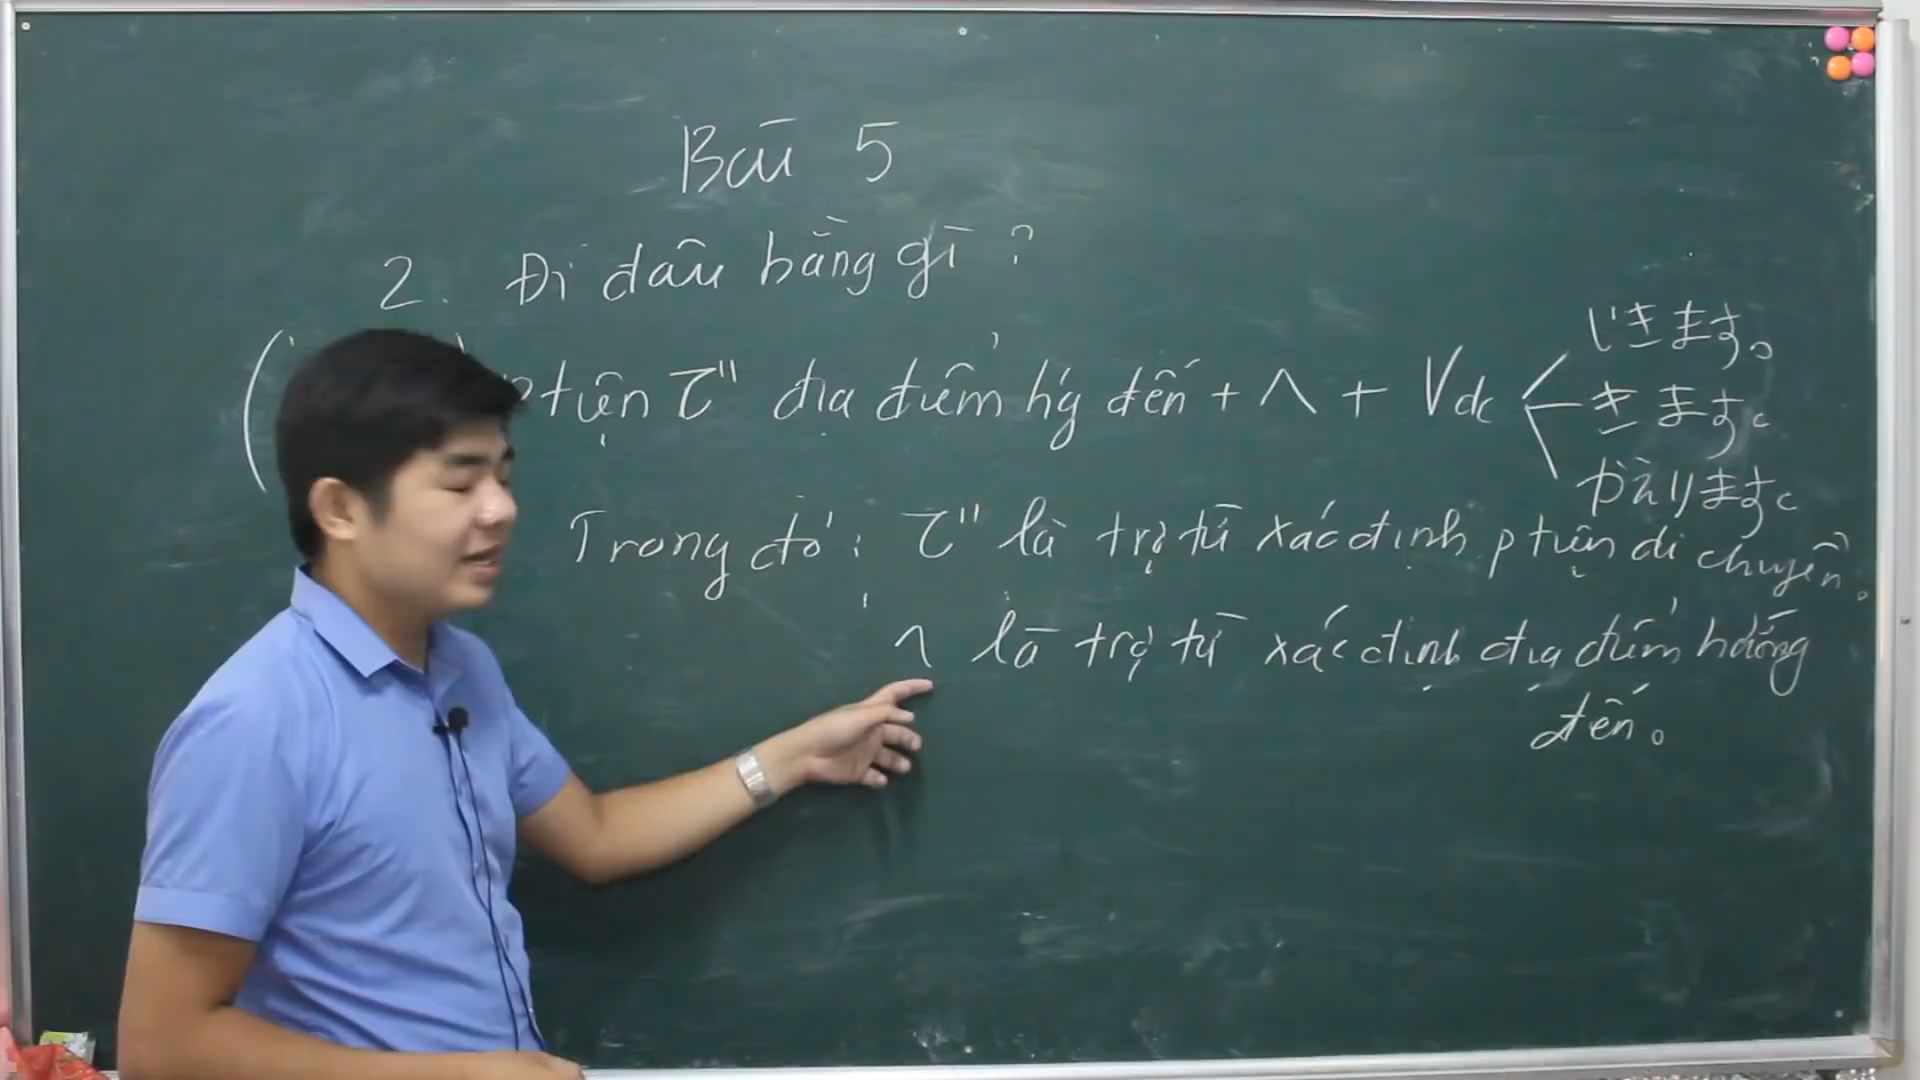 Bài 5
2. Đi đâu bằng gì ?
( ptiện で địa điểm hg đến + へ + Vdc いきます。
きます。
かえります。
Trong đó : で là trợ từ xác định ptiện di chuyển.
へ là trợ từ xác định địa điểm hướng
đến.